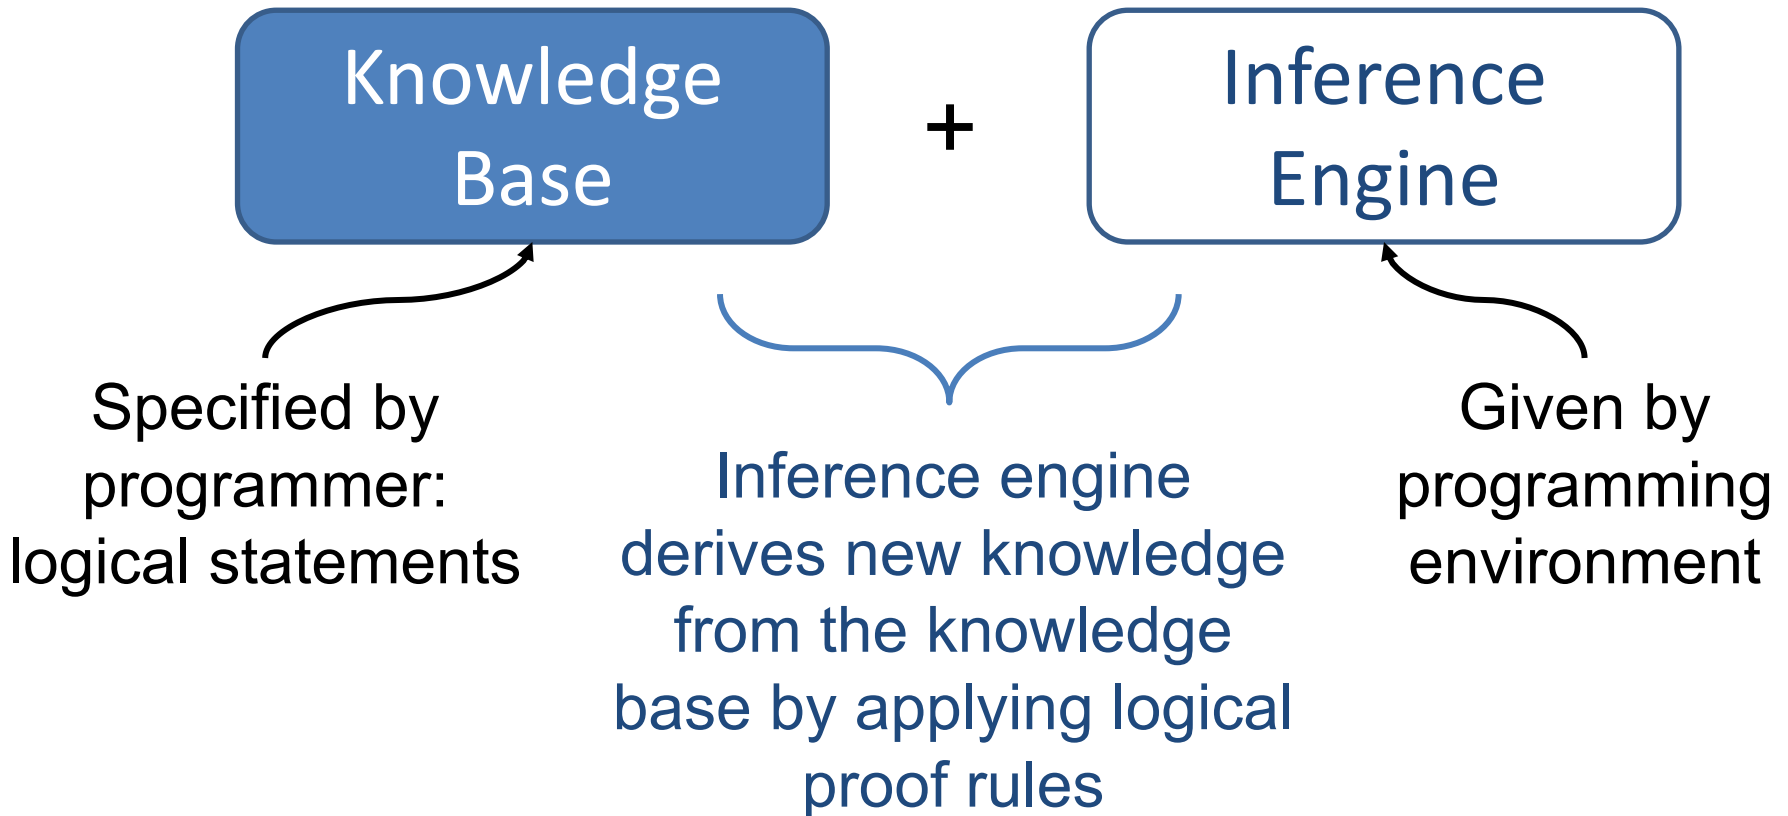 Knowledge
Base
+
Inference
Engine
Specified by
programmer:
logical statements
Inference engine
derives new knowledge
from the knowledge
base by applying logical
proof rules
Given by
programming
environment